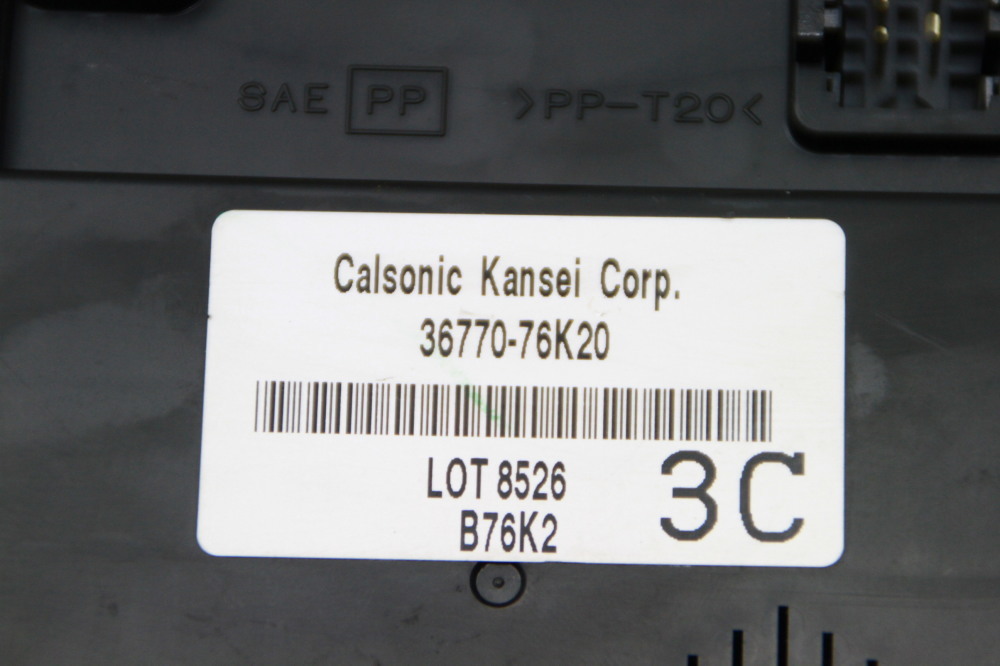 SAE PP >PP-T20<
Calsonic Kansei Corp.
36770-76K20
LOT 8526
B76K2
3C